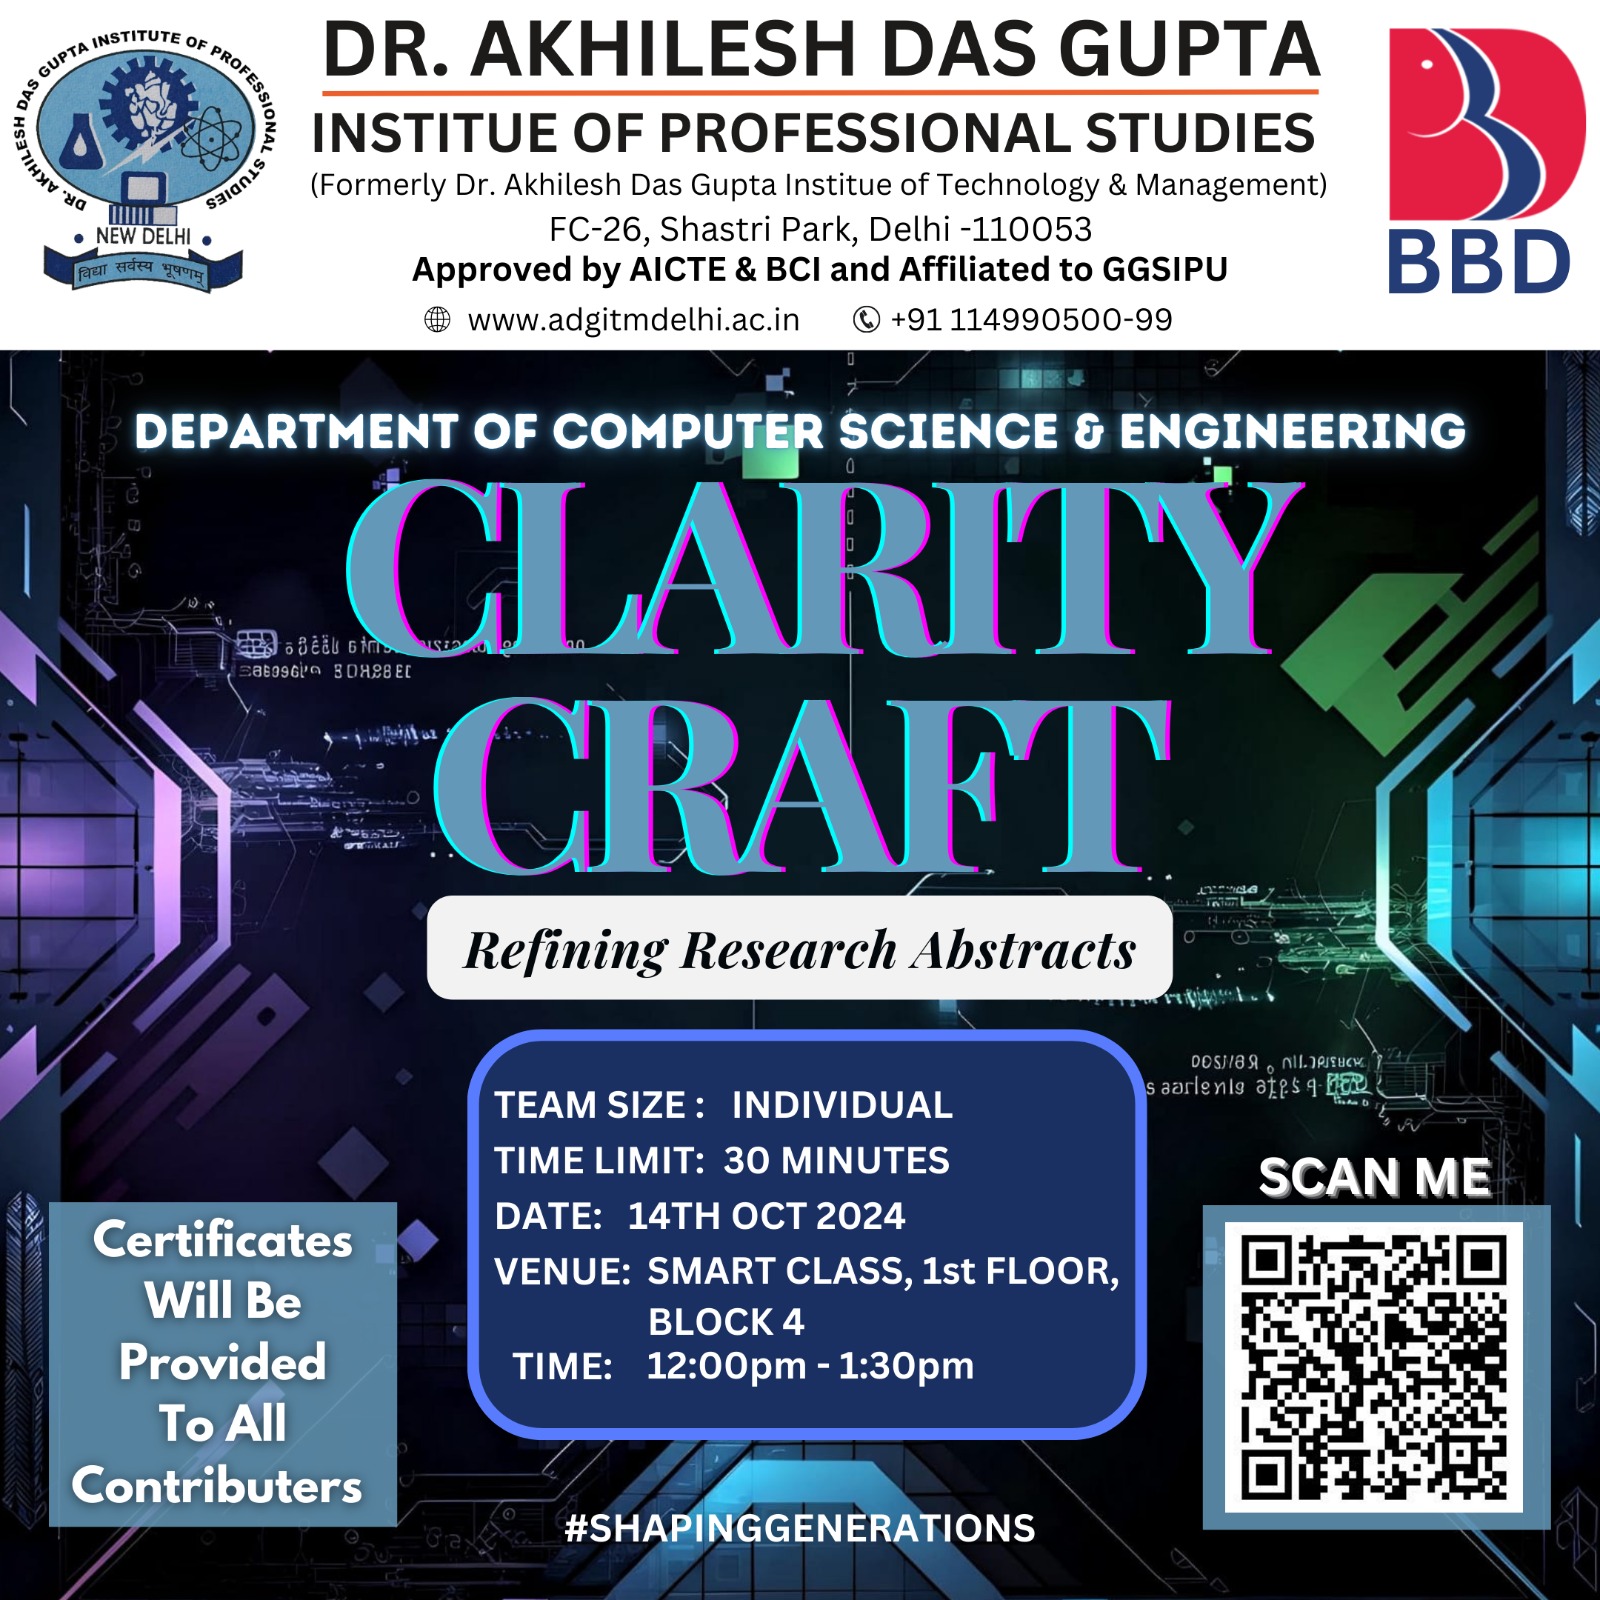 DR. AKHILESH DAS GUPTA INSTITUTE OF PROFESSIONAL STUDIES
NEW DELHI
विद्या सर्वस्य भूषणम्
DR. AKHILESH DAS GUPTA
INSTITUE OF PROFESSIONAL STUDIES
(Formerly Dr. Akhilesh Das Gupta Institue of Technology & Management)
FC-26, Shastri Park, Delhi -110053
Approved by AICTE & BCI and Affiliated to GGSIPU
www.adgitmdelhi.ac.in +91 114990500-99
BBD
DEPARTMENT OF COMPUTER SCIENCE & ENGINEERING
CLARITY
CRAFT
Refining Research Abstracts
TEAM SIZE : INDIVIDUAL
TIME LIMIT: 30 MINUTES
DATE: 14TH OCT 2024
VENUE: SMART CLASS, 1st FLOOR,
BLOCK 4
TIME: 12:00pm - 1:30pm
Certificates
Will Be
Provided
To All
Contributers
SCAN ME
#SHAPINGGENERATIONS